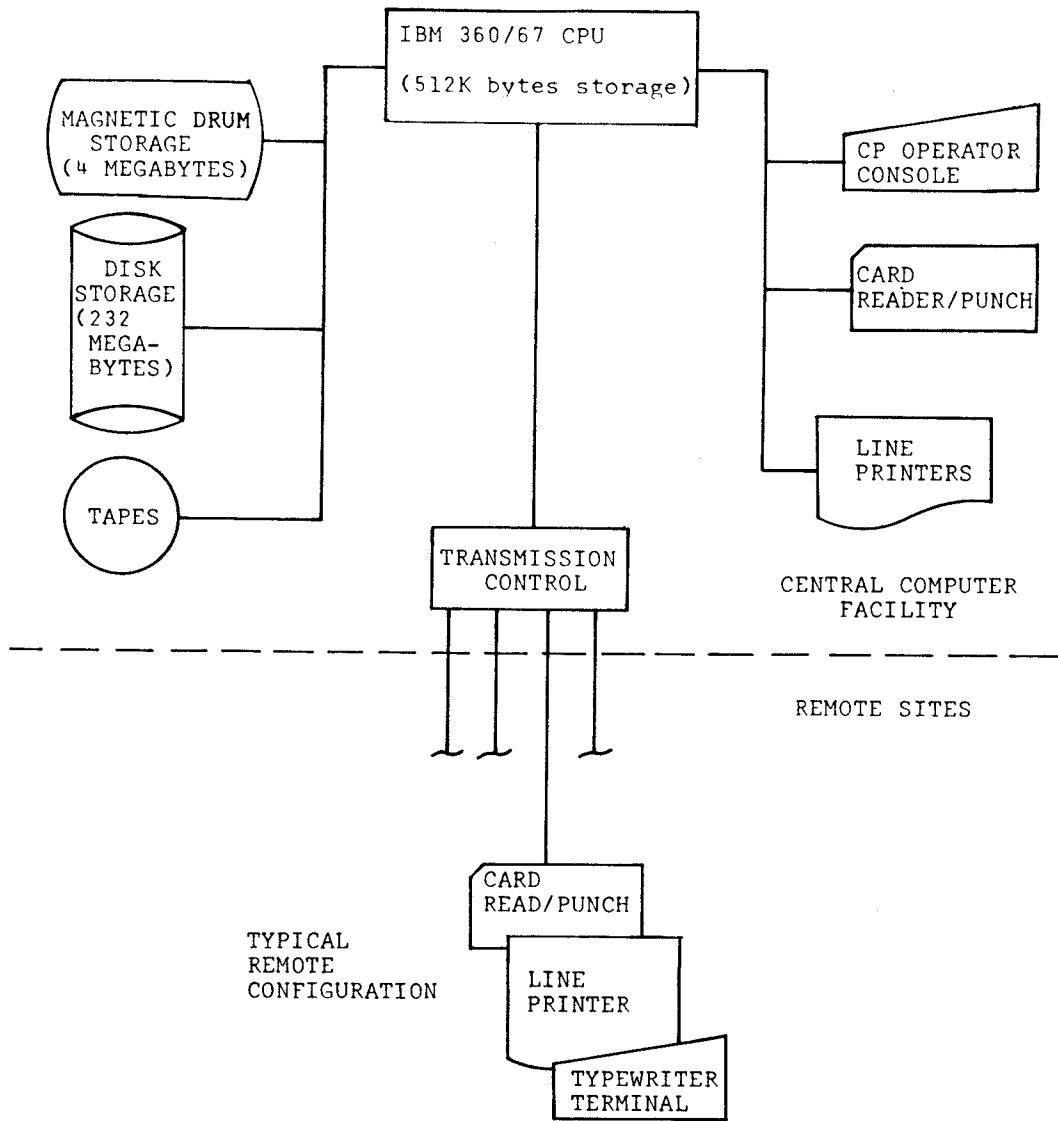 IBM 360/67 CPU
(512K bytes storage)
MAGNETIC DRUM
STORAGE
(4 MEGABYTES)
DISK
STORAGE
(232
MEGA-
BYTES)
TAPES
CP OPERATOR
CONSOLE
CARD
READER/PUNCH
LINE
PRINTERS
TRANSMISSION
CONTROL
CENTRAL COMPUTER
FACILITY
REMOTE SITES
TYPICAL
REMOTE
CONFIGURATION
CARD
READ/PUNCH
LINE
PRINTER
TYPEWRITER
TERMINAL